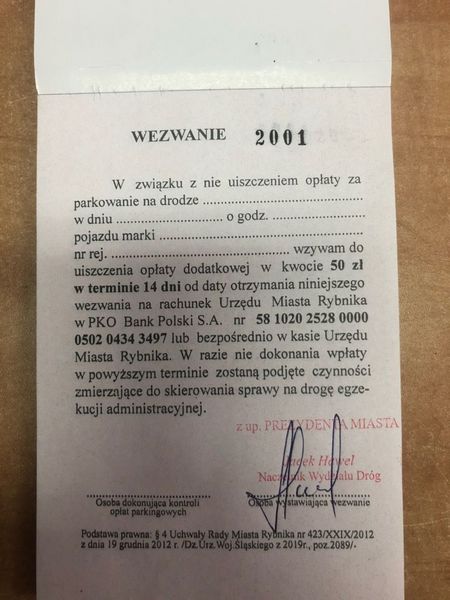 WEZWANIE 2001
W związku z nie uiszczeniem opłaty za
parkowanie na drodze ............................................
w dniu .............................. o godz. ..........................
pojazdu marki .........................................................
nr rej. .................................................. wzywam do
uiszczenia opłaty dodatkowej w kwocie 50 zł
w terminie 14 dni od daty otrzymania niniejszego
wezwania na rachunek Urzędu Miasta Rybnika
w PKO Bank Polski S.A. nr 58 1020 2528 0000
0502 0434 3497 lub bezpośrednio w kasie Urzędu
Miasta Rybnika. W razie nie dokonania wpłaty
w powyższym terminie zostaną podjęte czynności
zmierzające do skierowania sprawy na drogę egze-
kucji administracyjnej.
z up. PREZYDENTA MIASTA
Jacek Hawel
Naczelnik Wydziału Dróg
Osoba dokonująca kontroli Osoba wystawiająca wezwanie
opłat parkingowych
Podstawa prawna: § 4 Uchwały Rady Miasta Rybnika nr 423/XXIX/2012
z dnia 19 grudnia 2012 r. /Dz.Urz.Woj.Śląskiego z 2019r., poz.2089/.